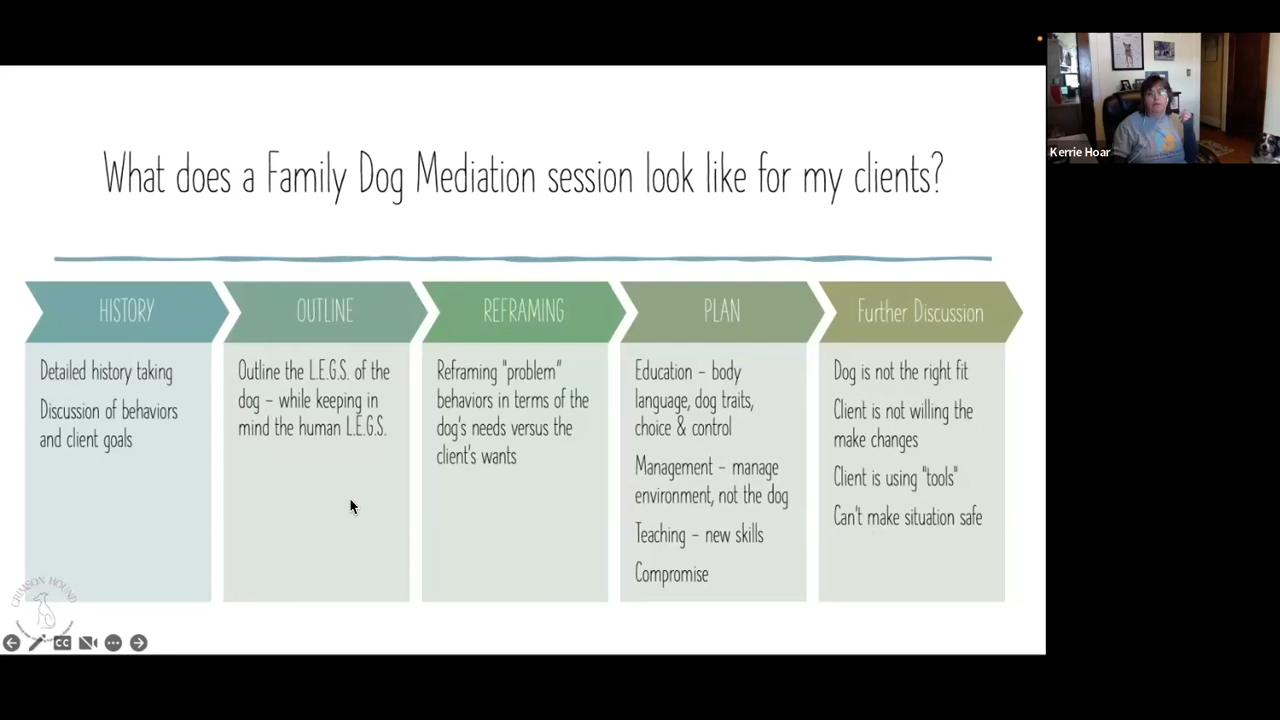 What does a Family Dog Mediation session look like for my clients?
HISTORY
Detailed history taking
Discussion of behaviors
and client goals
OUTLINE
Outline the L.E.G.S. of the
dog – while keeping in
mind the human L.E.G.S.
REFRAMING
Reframing "problem"
behaviors in terms of the
dog's needs versus the
client's wants
PLAN
Education – body
language, dog traits,
choice & control
Management – manage
environment, not the dog
Teaching – new skills
Compromise
Further Discussion
Dog is not the right fit
Client is not willing the
make changes
Client is using "tools"
Can't make situation safe
CRIMSON HOUND
CC
Kerrie Hoar